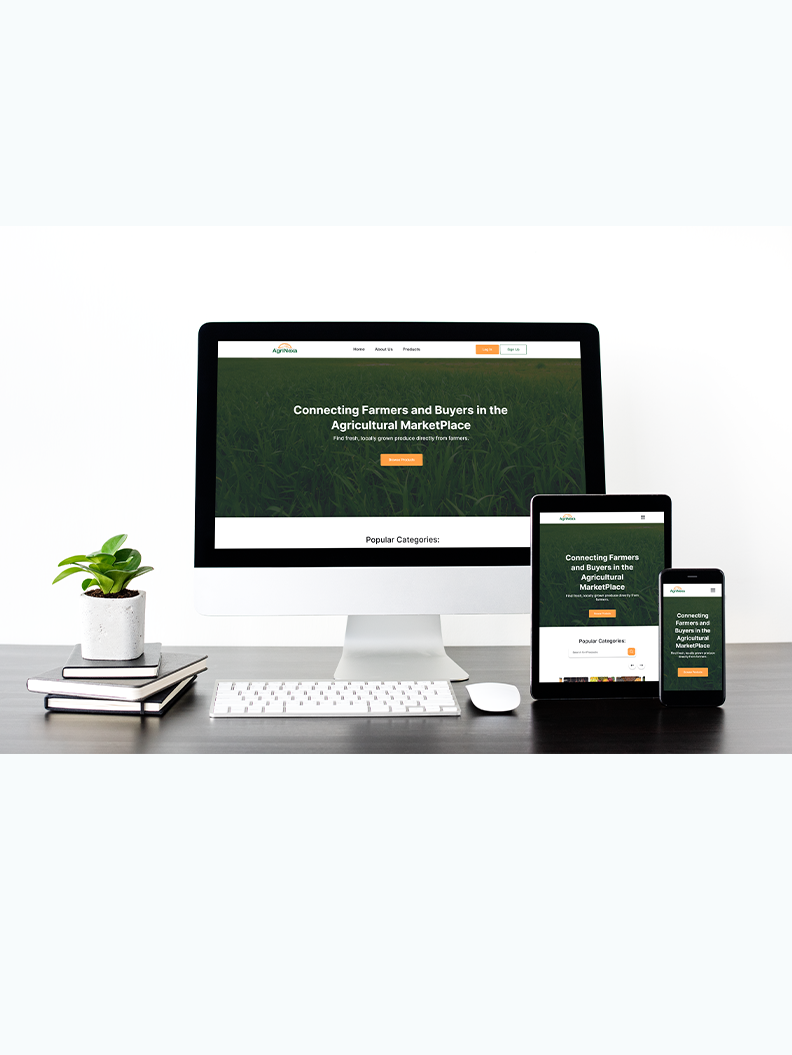 AgriNexa
Home About Us Products Log In Sign Up
Connecting Farmers and Buyers in the
Agricultural MarketPlace
Find fresh, locally grown produce directly from farmers.
Browse Products
Popular Categories:
AgriNexa
Connecting Farmers
and Buyers in the
Agricultural
MarketPlace
Find fresh, locally grown produce directly from
farmers.
Browse Products
Popular Categories:
Search for Products
AgriNexa
Connecting
Farmers and
Buyers in the
Agricultural
MarketPlace
Find fresh, locally grown produce
directly from farmers.
Browse Products